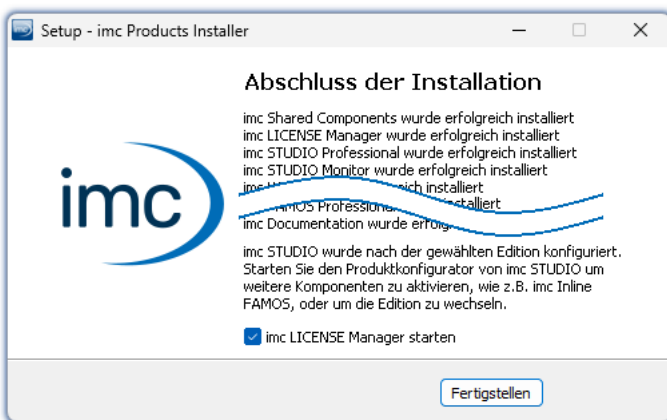 Setup - imc Products Installer
Abschluss der Installation
imc Shared Components wurde erfolgreich installiert
imc LICENSE Manager wurde erfolgreich installiert
imc STUDIO Professional wurde erfolgreich installiert
imc STUDIO Monitor wurde erfolgreich installiert
imc installiert
FAMOS Professional
imc Documentation wurde
imc STUDIO wurde nach der gewählten Edition konfiguriert.
Starten Sie den Produktkonfigurator von imc STUDIO um
weitere Komponenten zu aktivieren, wie z.B. imc Inline
FAMOS, oder um die Edition zu wechseln.
imc
imc LICENSE Manager starten
Fertigstellen